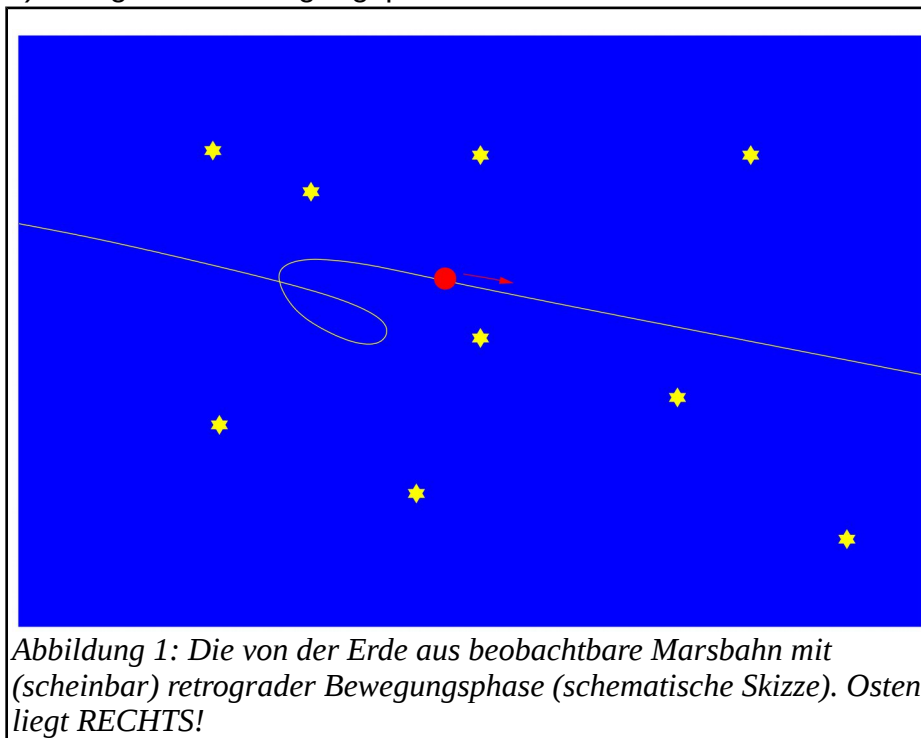 Abbildung 1: Die von der Erde aus beobachtbare Marsbahn mit
(scheinbar) retrograder Bewegungsphase (schematische Skizze). Osten
liegt RECHTS!